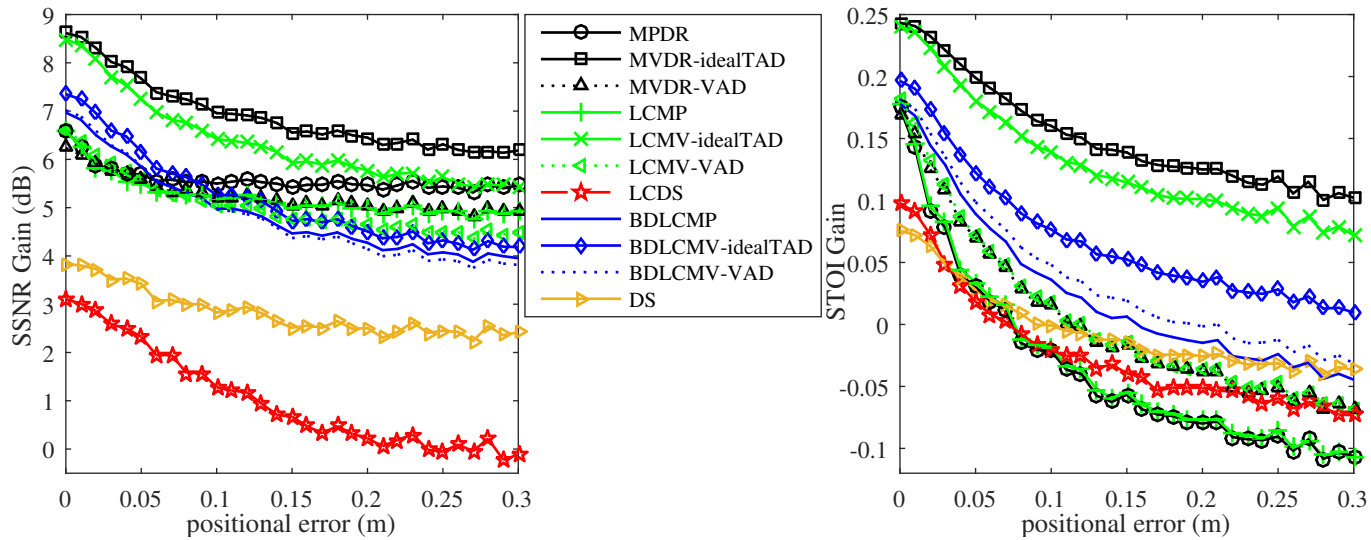 SSNR Gain (dB)
9
8
7
6
5
4
3
2
1
0
0
0.05
0.1
0.15
0.2
0.25
0.3
positional error (m)
MPDR
MVDR-idealTAD
MVDR-VAD
LCMP
LCMV-idealTAD
LCMV-VAD
LCDS
BDLCMP
BDLCMV-idealTAD
BDLCMV-VAD
DS
STOI Gain
0.25
0.2
0.15
0.1
0.05
0
-0.05
-0.1
0
0.05
0.1
0.15
0.2
0.25
0.3
positional error (m)